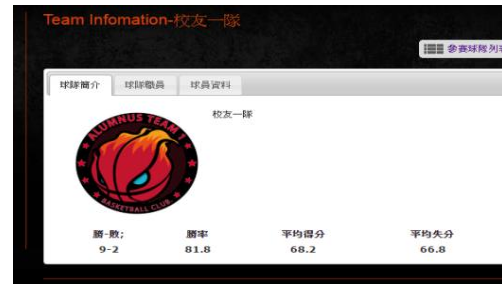 Team Infomation-校友一隊
參賽球隊列表
球隊簡介 球隊職員 球員資料
校友一隊
ALUMNUS TEAM I
BASKETBALL CLUB
勝-敗; 勝率 平均得分 平均失分
9-2 81.8 68.2 66.8